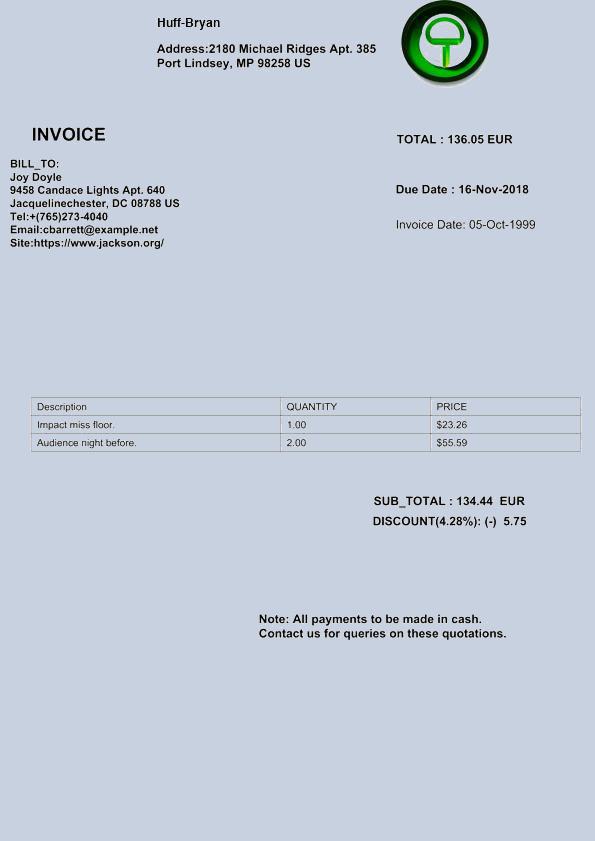 Huff-Bryan
Address:2180 Michael Ridges Apt. 385
Port Lindsey, MP 98258 US
INVOICE
TOTAL : 136.05 EUR
BILL_TO:
Joy Doyle
9458 Candace Lights Apt. 640
Jacquelinechester, DC 08788 US
Tel:+(765)273-4040
Email:cbarrett@example.net
Site:https://www.jackson.org/
Due Date : 16-Nov-2018
Invoice Date: 05-Oct-1999
Description QUANTITY PRICE
Impact miss floor. 1.00 $23.26
Audience night before. 2.00 $55.59
SUB_TOTAL : 134.44 EUR
DISCOUNT(4.28%): (-) 5.75
Note: All payments to be made in cash.
Contact us for queries on these quotations.